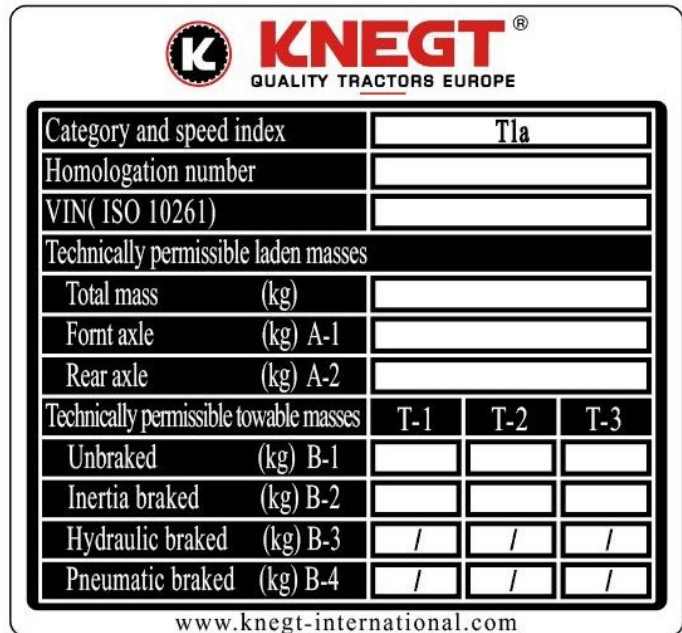 K KNEGT ®
QUALITY TRACTORS EUROPE
Category and speed index T1a
Homologation number
VIN( ISO 10261)
Technically permissible laden masses
Total mass (kg)
Fornt axle (kg) A-1
Rear axle (kg) A-2
Technically permissible towable masses T-1 T-2 T-3
Unbraked (kg) B-1
Inertia braked (kg) B-2
Hydraulic braked (kg) B-3 / / /
Pneumatic braked (kg) B-4 / / /
www.knegt-international.com